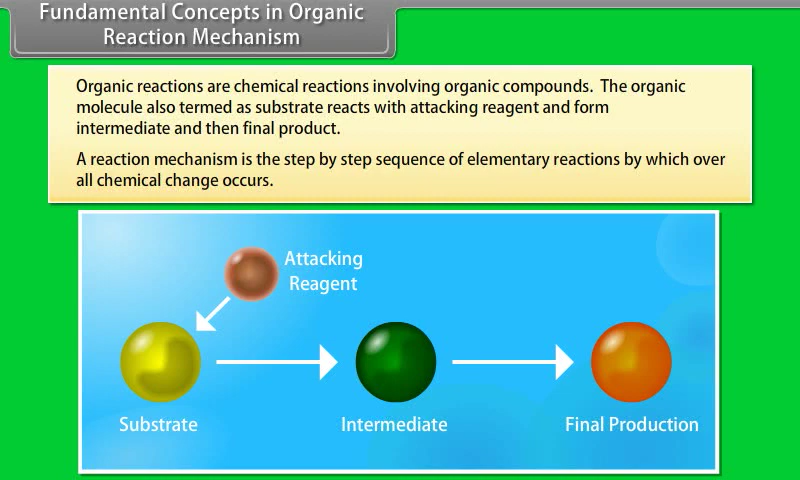 Fundamental Concepts in Organic
Reaction Mechanism
Organic reactions are chemical reactions involving organic compounds. The organic
molecule also termed as substrate reacts with attacking reagent and form
intermediate and then final product.
A reaction mechanism is the step by step sequence of elementary reactions by which over
all chemical change occurs.
Attacking
Reagent
Substrate
Intermediate
Final Production